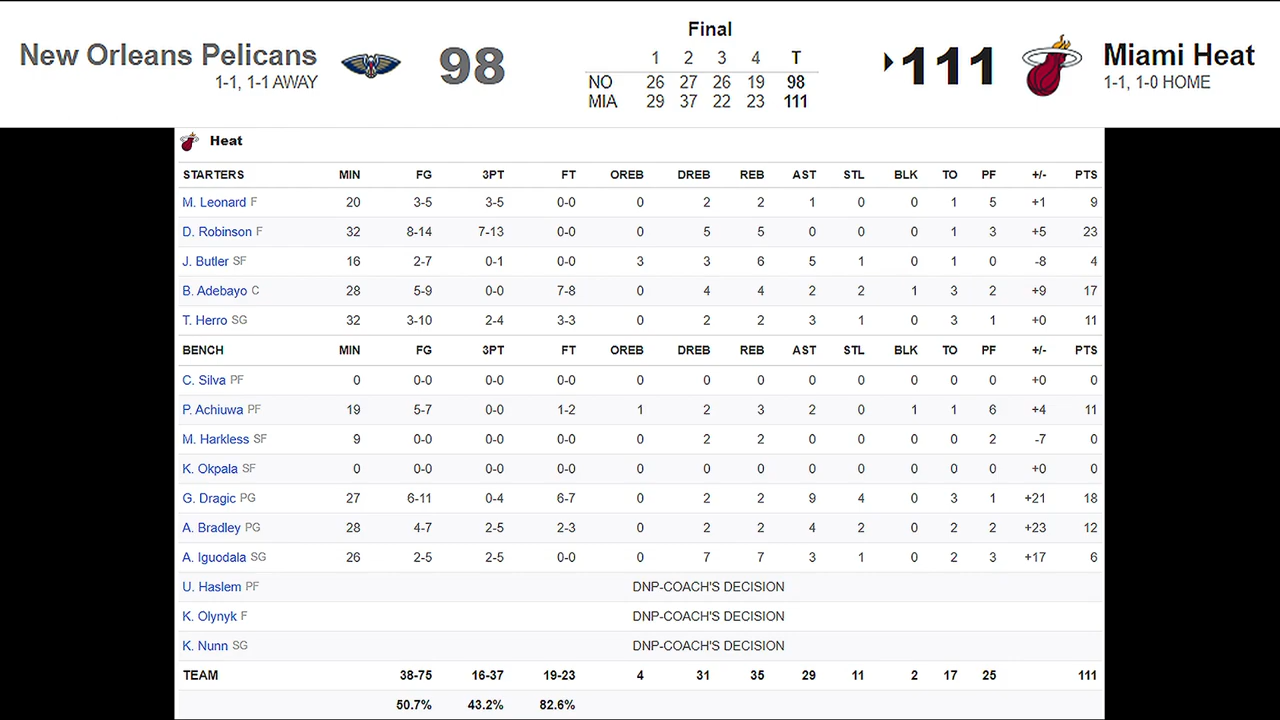 Final
New Orleans Pelicans 98 111 Miami Heat
1-1, 1-1 AWAY 1-1, 1-0 HOME
1 2 3 4 T
NO 26 27 26 19 98
MIA 29 37 22 23 111
Heat
STARTERS MIN FG 3PT FT OREB DREB REB AST STL BLK TO PF +/- PTS
M. Leonard F 20 3-5 3-5 0-0 0 2 2 1 0 0 1 5 +1 9
D. Robinson F 32 8-14 7-13 0-0 0 5 5 0 0 0 1 3 +5 23
J. Butler SF 16 2-7 0-1 0-0 3 3 6 5 1 0 1 0 -8 4
B. Adebayo C 28 5-9 0-0 7-8 0 4 4 2 2 1 3 2 +9 17
T. Herro SG 32 3-10 2-4 3-3 0 2 2 3 1 0 3 1 +0 11
BENCH MIN FG 3PT FT OREB DREB REB AST STL BLK TO PF +/- PTS
C. Silva PF 0 0-0 0-0 0-0 0 0 0 0 0 0 0 0 +0 0
P. Achiuwa PF 19 5-7 0-0 1-2 1 2 3 2 0 1 1 6 +4 11
M. Harkless SF 9 0-0 0-0 0-0 0 2 2 0 0 0 0 2 -7 0
K. Okpala SF 0 0-0 0-0 0-0 0 0 0 0 0 0 0 0 +0 0
G. Dragic PG 27 6-11 0-4 6-7 0 2 2 9 4 0 3 1 +21 18
A. Bradley PG 28 4-7 2-5 2-3 0 2 2 4 2 0 2 2 +23 12
A. Iguodala SG 26 2-5 2-5 0-0 0 7 7 3 1 0 2 3 +17 6
U. Haslem PF DNP-COACH'S DECISION
K. Olynyk F DNP-COACH'S DECISION
K. Nunn SG DNP-COACH'S DECISION
TEAM 38-75 16-37 19-23 4 31 35 29 11 2 17 25 111
50.7% 43.2% 82.6%